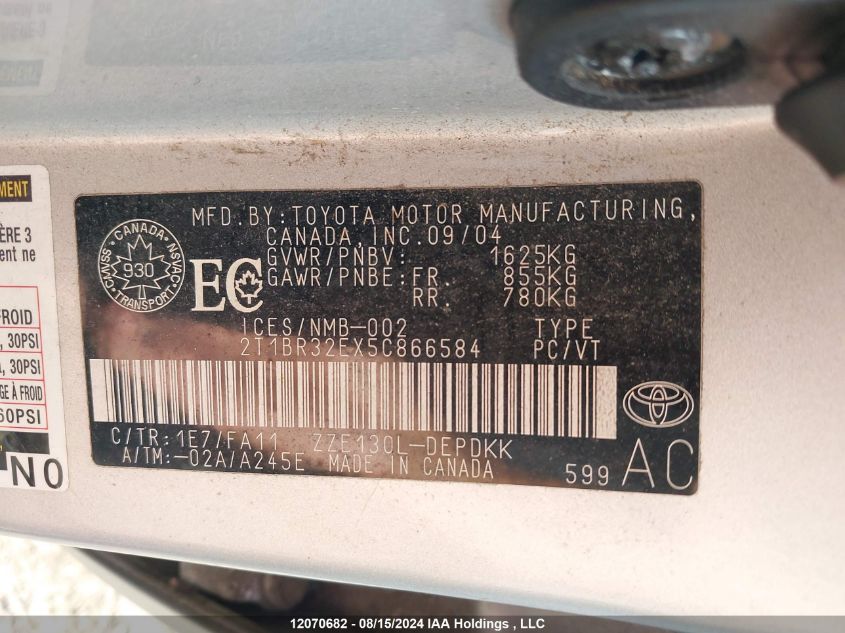 MENT
ÈRE 3
ent ne
FROID
, 30PSI
, 30PSI
GE À FROID
60PSI
NO
MFD.BY:TOYOTA MOTOR MANUFACTURING,
CANADA,INC.09/04
GVWR/PNBV: 1625KG
GAWR/PNBE:FR. 855KG
RR. 780KG
CANADA
CMVSS 930 NSVAC
TRANSPORT
EC
ICES/NMB-002 TYPE
2T1BR32EX5C866584 PC/VT
C/TR:1E7/FA11 ZZE130L-DEPDKK
A/TM:-02A/A245E MADE IN CANADA
599 AC
12070682 - 08/15/2024 IAA Holdings , LLC